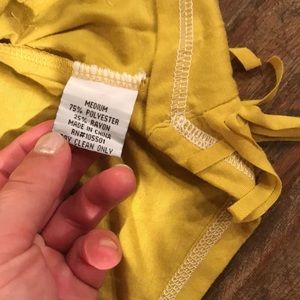 MEDIUM
75% POLYESTER
25% RAYON
MADE IN CHINA
RN#105501
DRY CLEAN ONLY